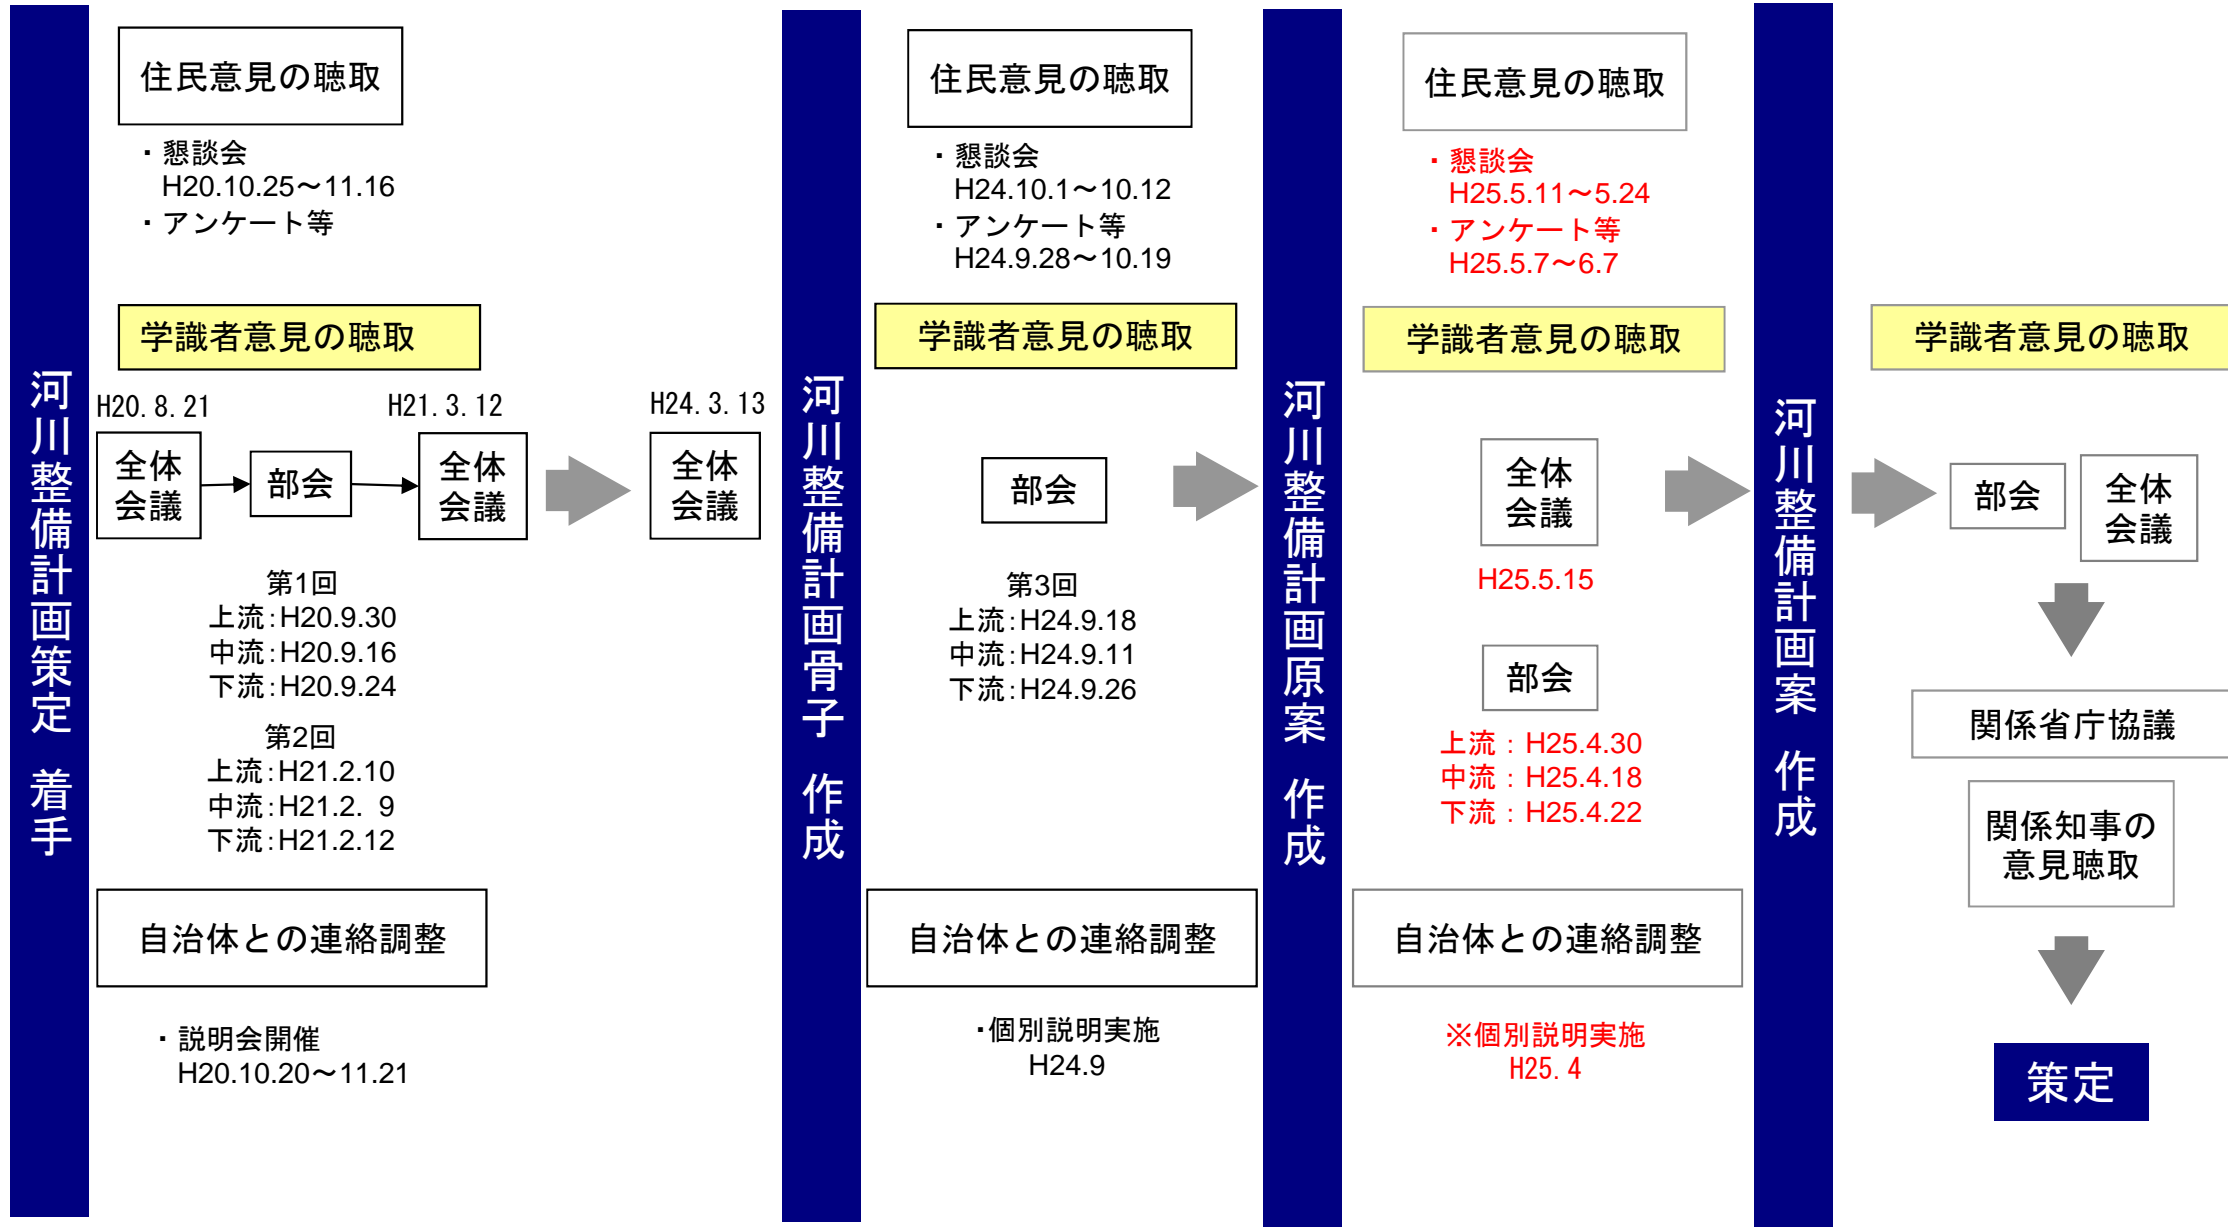 河川整備計画策定 着手
住民意見の聴取
・懇談会
H20.10.25～11.16
・アンケート等
学識者意見の聴取
H20.8.21
全体
会議
部会
H21.3.12
全体
会議
H24.3.13
全体
会議
第1回
上流：H20.9.30
中流：H20.9.16
下流：H20.9.24
第2回
上流：H21.2.10
中流：H21.2. 9
下流：H21.2.12
自治体との連絡調整
・説明会開催
H20.10.20～11.21
河川整備計画骨子 作成
住民意見の聴取
・懇談会
H24.10.1～10.12
・アンケート等
H24.9.28～10.19
学識者意見の聴取
部会
第3回
上流：H24.9.18
中流：H24.9.11
下流：H24.9.26
自治体との連絡調整
・個別説明実施
H24.9
河川整備計画原案 作成
住民意見の聴取
・懇談会
H25.5.11～5.24
・アンケート等
H25.5.7～6.7
学識者意見の聴取
全体
会議
H25.5.15
部会
上流：H25.4.30
中流：H25.4.18
下流：H25.4.22
自治体との連絡調整
※個別説明実施
H25.4
河川整備計画案 作成
学識者意見の聴取
部会
全体
会議
関係省庁協議
関係知事の
意見聴取
策定